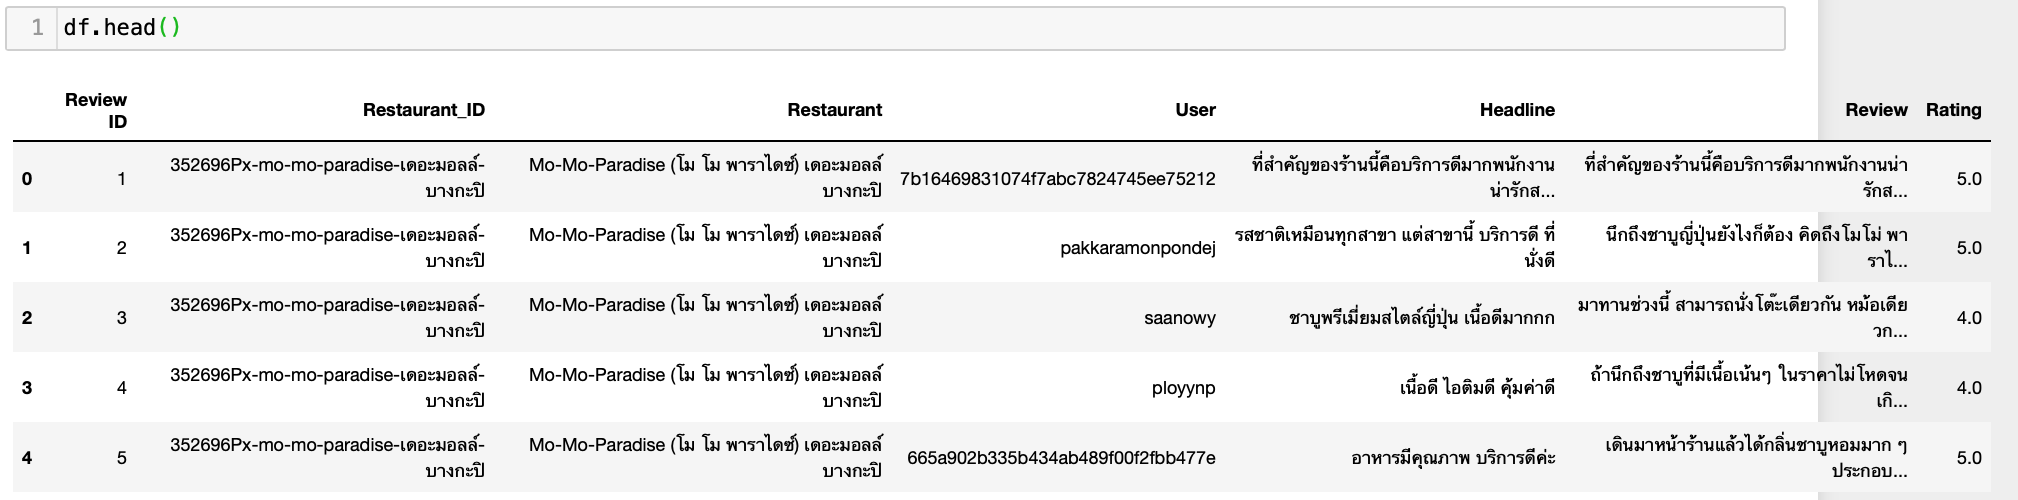 1 df.head()
Review ID Restaurant_ID Restaurant User Headline Review Rating
0 1 352696Px-mo-mo-paradise-เดอะมอลล์- Mo-Mo-Paradise (โม โม พาราไดซ์) เดอะมอลล์ 7b16469831074f7abc7824745ee75212 ที่สำคัญของร้านนี้คือบริการดีมากพนักงาน ที่สำคัญของร้านนี้คือบริการดีมากพนักงานน่า 5.0
บางกะปิ บางกะปิ น่ารักส... รักส...
1 2 352696Px-mo-mo-paradise-เดอะมอลล์- Mo-Mo-Paradise (โม โม พาราไดซ์) เดอะมอลล์ pakkaramonpondej รสชาติเหมือนทุกสาขา แต่สาขานี้ บริการดี ที่ นึกถึงชาบูญี่ปุ่นยังไงก็ต้อง คิดถึงโมโม่ พา 5.0
บางกะปิ บางกะปิ นั่งดี ราไ...
2 3 352696Px-mo-mo-paradise-เดอะมอลล์- Mo-Mo-Paradise (โม โม พาราไดซ์) เดอะมอลล์ saanowy ชาบูพรีเมี่ยมสไตล์ญี่ปุ่น เนื้อดีมากกก มาทานช่วงนี้ สามารถนั่งโต๊ะเดียวกัน หม้อเดีย 4.0
บางกะปิ บางกะปิ วก...
3 4 352696Px-mo-mo-paradise-เดอะมอลล์- Mo-Mo-Paradise (โม โม พาราไดซ์) เดอะมอลล์ ployynp เนื้อดี ไอติมดี คุ้มค่าดี ถ้านึกถึงชาบูที่มีเนื้อเน้นๆ ในราคาไม่โหดจน 4.0
บางกะปิ บางกะปิ เกิ...
4 5 352696Px-mo-mo-paradise-เดอะมอลล์- Mo-Mo-Paradise (โม โม พาราไดซ์) เดอะมอลล์ 665a902b335b434ab489f00f2fbb477e อาหารมีคุณภาพ บริการดีค่ะ เดินมาหน้าร้านแล้วได้กลิ่นชาบูหอมมาก ๆ 5.0
บางกะปิ บางกะปิ ประกอบ...